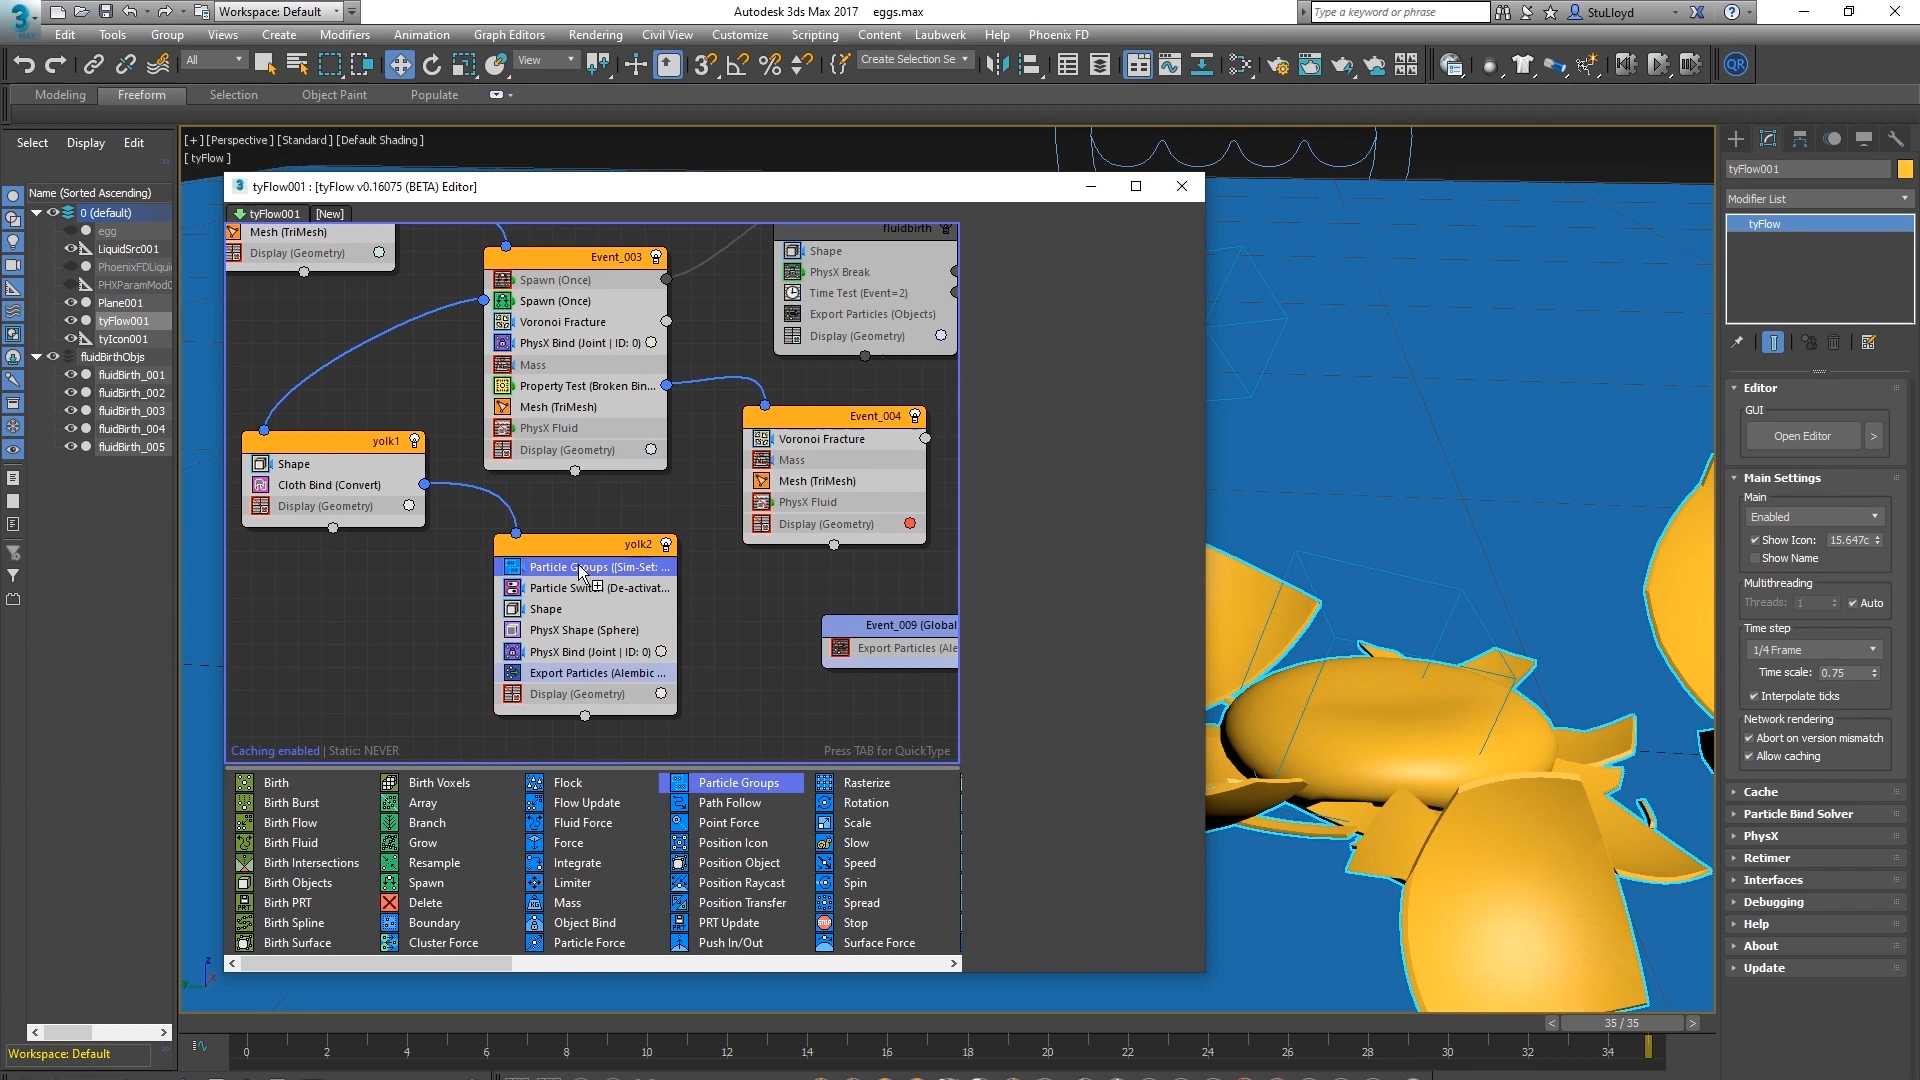 Workspace: Default
Autodesk 3ds Max 2017 eggs.max
Type a keyword or phrase
StuLloyd
MAX
Edit Tools Group Views Create Modifiers Animation Graph Editors Rendering Civil View Customize Scripting Content Laubwerk Help Phoenix FD
All
View
Create Selection Se
QR
Modeling Freeform Selection Object Paint Populate
Select Display Edit
Name (Sorted Ascending)
0 (default)
egg
LiquidSrc001
PhoenixFDLiqui
PHXParamMod0
Plane001
tyFlow001
tyIcon001
fluidBirthObjs
fluidBirth_001
fluidBirth_002
fluidBirth_003
fluidBirth_004
fluidBirth_005
Workspace: Default
[+] [Perspective ] [Standard ] [Default Shading ]
[ tyFlow ]
tyFlow001 : [tyFlow v0.16075 (BETA) Editor]
tyFlow001 [New]
Mesh (TriMesh)
Display (Geometry)
Event_003
Spawn (Once)
Spawn (Once)
Voronoi Fracture
PhysX Bind (Joint | ID: 0)
Mass
Property Test (Broken Bin...
Mesh (TriMesh)
PhysX Fluid
Display (Geometry)
fluidbirth
Shape
PhysX Break
Time Test (Event=2)
Export Particles (Objects)
Display (Geometry)
yolk1
Shape
Cloth Bind (Convert)
Display (Geometry)
Event_004
Voronoi Fracture
Mass
Mesh (TriMesh)
PhysX Fluid
Display (Geometry)
yolk2
Particle Groups ([Sim-Set: ...
Particle Switch (De-activat...
Shape
PhysX Shape (Sphere)
PhysX Bind (Joint | ID: 0)
Export Particles (Alembic ...
Display (Geometry)
Event_009 (Global
Export Particles (Ale
Caching enabled | Static: NEVER
Press TAB for QuickType
Birth Birth Voxels Flock Particle Groups Rasterize
Birth Burst Array Flow Update Path Follow Rotation
Birth Flow Branch Fluid Force Point Force Scale
Birth Fluid Grow Force Position Icon Slow
Birth Intersections Resample Integrate Position Object Speed
Birth Objects Spawn Limiter Position Raycast Spin
Birth PRT Delete Mass Position Transfer Spread
Birth Spline Boundary Object Bind PRT Update Stop
Birth Surface Cluster Force Particle Force Push In/Out Surface Force
tyFlow001
Modifier List
tyFlow
Editor
GUI
Open Editor >
Main Settings
Main
Enabled
Show Icon: 15.647c
Show Name
Multithreading
Threads: 1 Auto
Time step
1/4 Frame
Time scale: 0.75
Interpolate ticks
Network rendering
Abort on version mismatch
Allow caching
Cache
Particle Bind Solver
PhysX
Retimer
Interfaces
Debugging
Help
About
Update
z
x
y
< 35 / 35 >
0 2 4 6 8 10 12 14 16 18 20 22 24 26 28 30 32 34